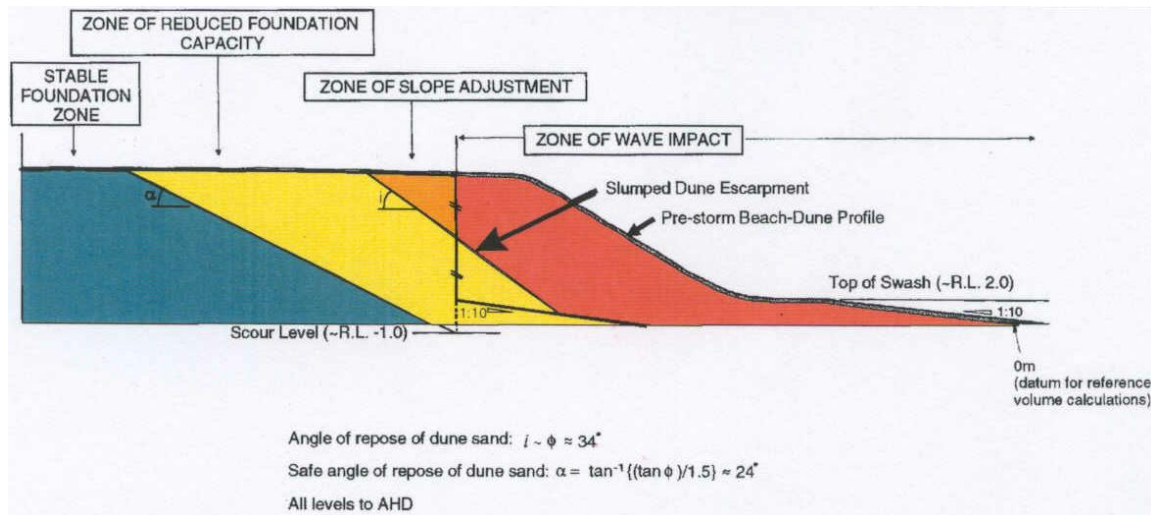 ZONE OF REDUCED FOUNDATION
CAPACITY
STABLE
FOUNDATION
ZONE
ZONE OF SLOPE ADJUSTMENT
ZONE OF WAVE IMPACT
Slumped Dune Escarpment
Pre-storm Beach-Dune Profile
α
i
Top of Swash (~R.L. 2.0)
1:10
1:10
Scour Level (~R.L. -1.0)
0m
(datum for reference
volume calculations)
Angle of repose of dune sand: i ~ ϕ ≈ 34°
Safe angle of repose of dune sand: α = tan⁻¹{(tan ϕ)/1.5} ≈ 24°
All levels to AHD